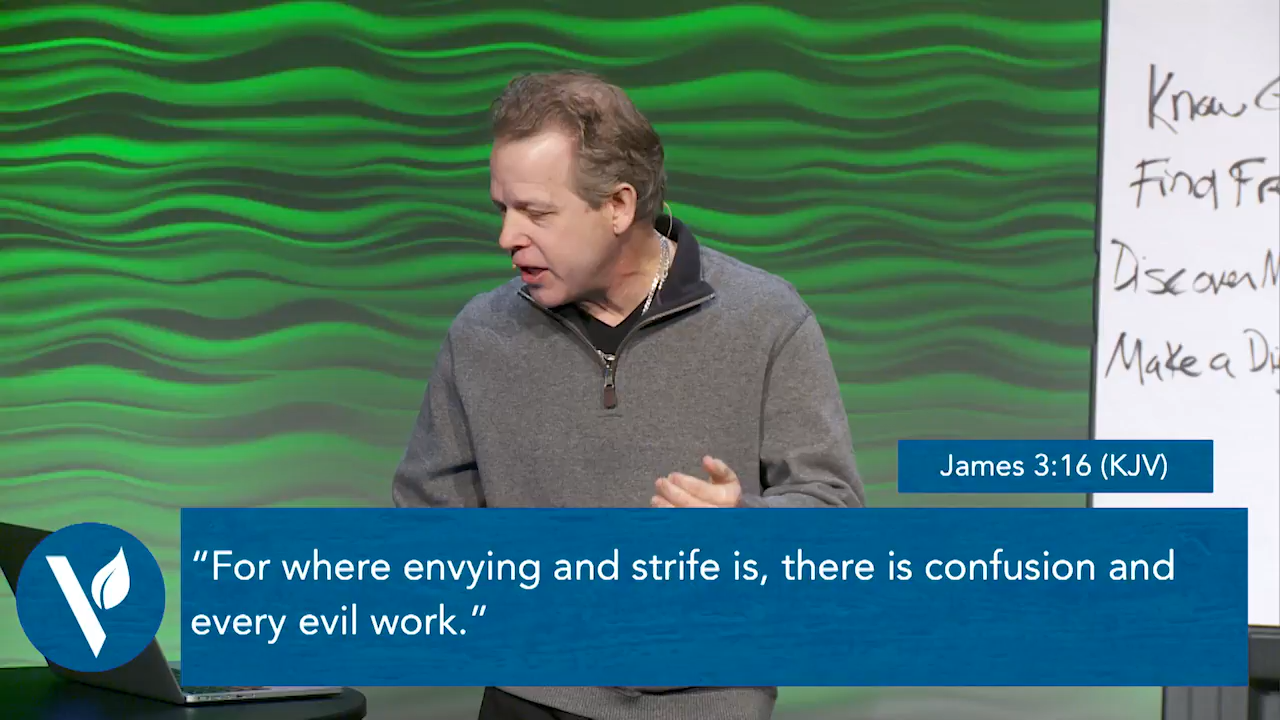 Know
Find
Discover
Make a
James 3:16 (KJV)
“For where envying and strife is, there is confusion and
every evil work.”